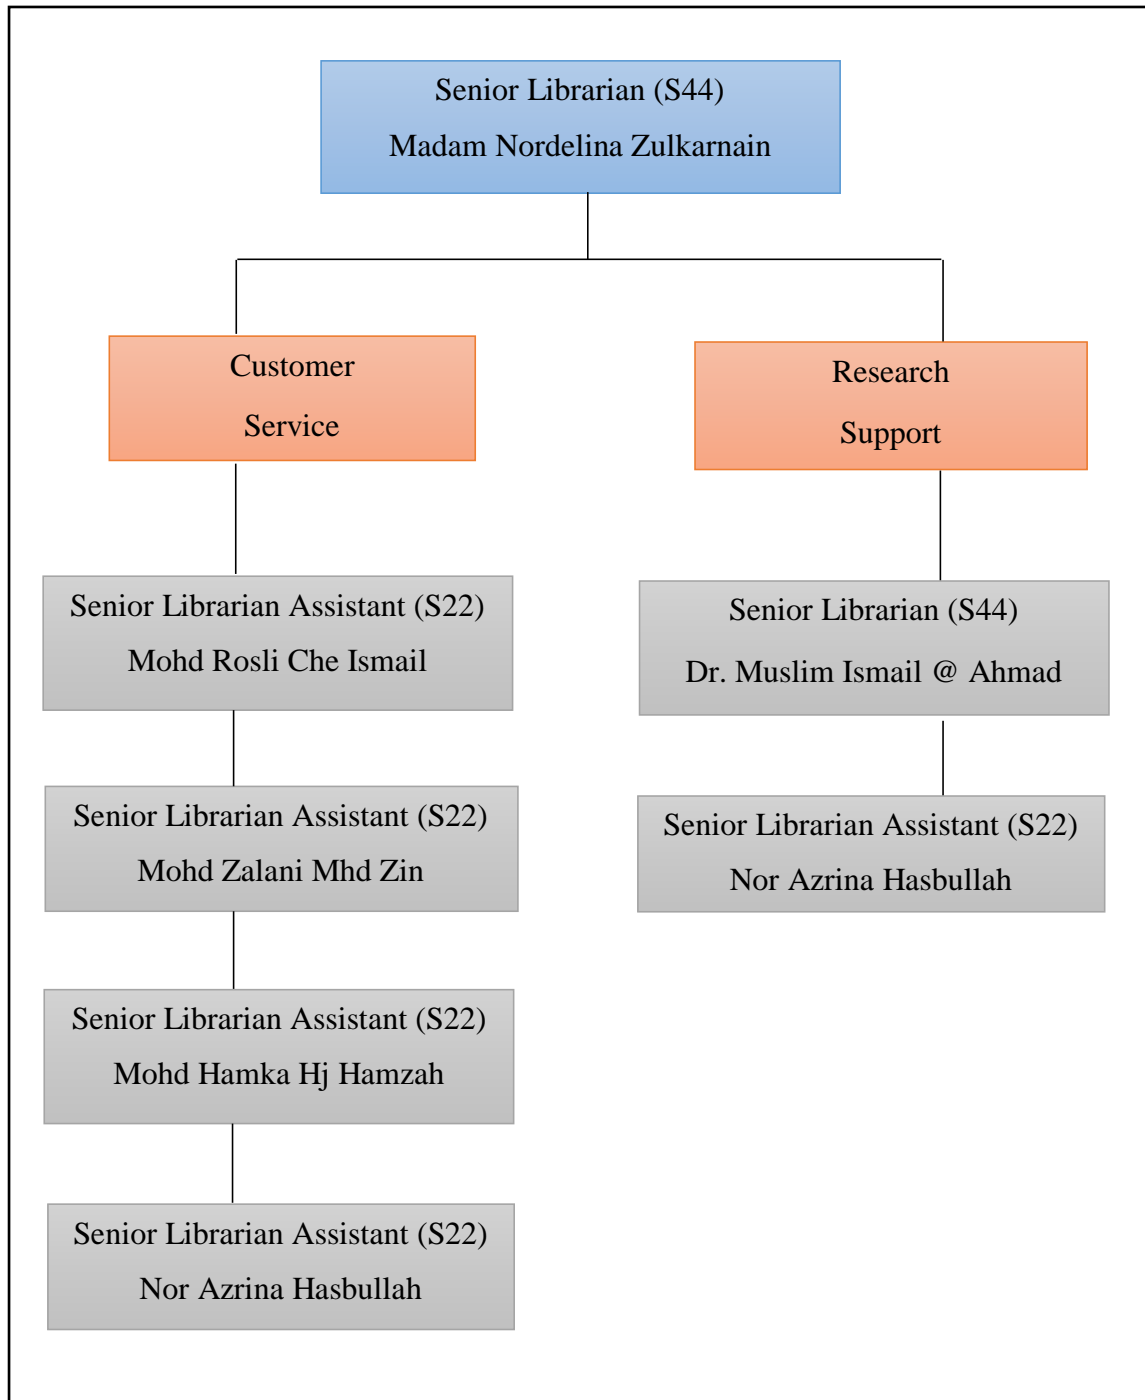 Senior Librarian (S44)
Madam Nordelina Zulkarnain
Customer
Service
Research
Support
Senior Librarian Assistant (S22)
Mohd Rosli Che Ismail
Senior Librarian Assistant (S22)
Mohd Zalani Mhd Zin
Senior Librarian Assistant (S22)
Mohd Hamka Hj Hamzah
Senior Librarian Assistant (S22)
Nor Azrina Hasbullah
Senior Librarian (S44)
Dr. Muslim Ismail @ Ahmad
Senior Librarian Assistant (S22)
Nor Azrina Hasbullah